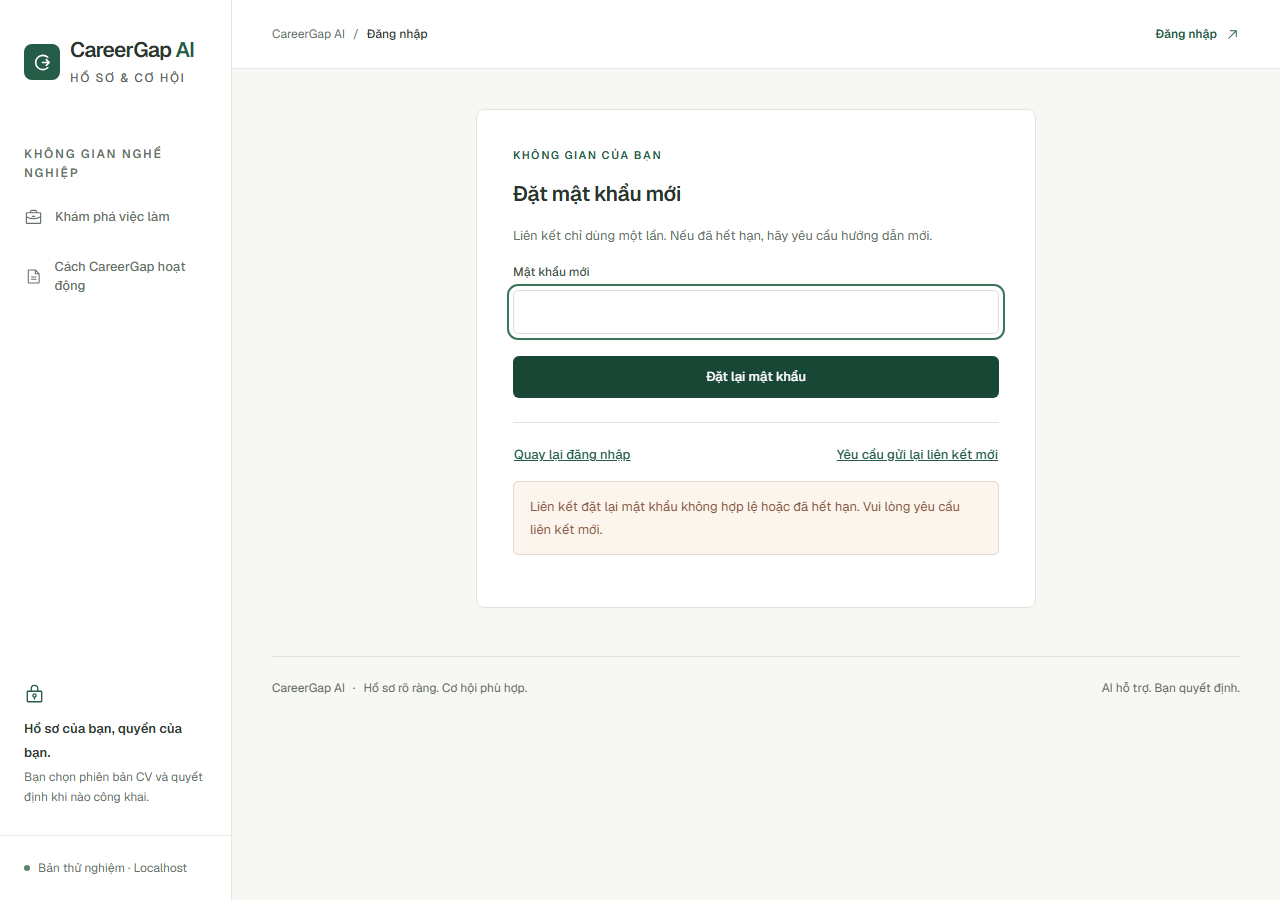 CareerGap AI
HỒ SƠ & CƠ HỘI
KHÔNG GIAN NGHỀ
NGHIỆP
Khám phá việc làm
Cách CareerGap hoạt
động
Hồ sơ của bạn, quyền của
bạn.
Bạn chọn phiên bản CV và quyết
định khi nào công khai.
Bản thử nghiệm · Localhost
CareerGap AI / Đăng nhập
Đăng nhập
KHÔNG GIAN CỦA BẠN
Đặt mật khẩu mới
Liên kết chỉ dùng một lần. Nếu đã hết hạn, hãy yêu cầu hướng dẫn mới.
Mật khẩu mới
Đặt lại mật khẩu
Quay lại đăng nhập
Yêu cầu gửi lại liên kết mới
Liên kết đặt lại mật khẩu không hợp lệ hoặc đã hết hạn. Vui lòng yêu cầu
liên kết mới.
CareerGap AI · Hồ sơ rõ ràng. Cơ hội phù hợp.
AI hỗ trợ. Bạn quyết định.